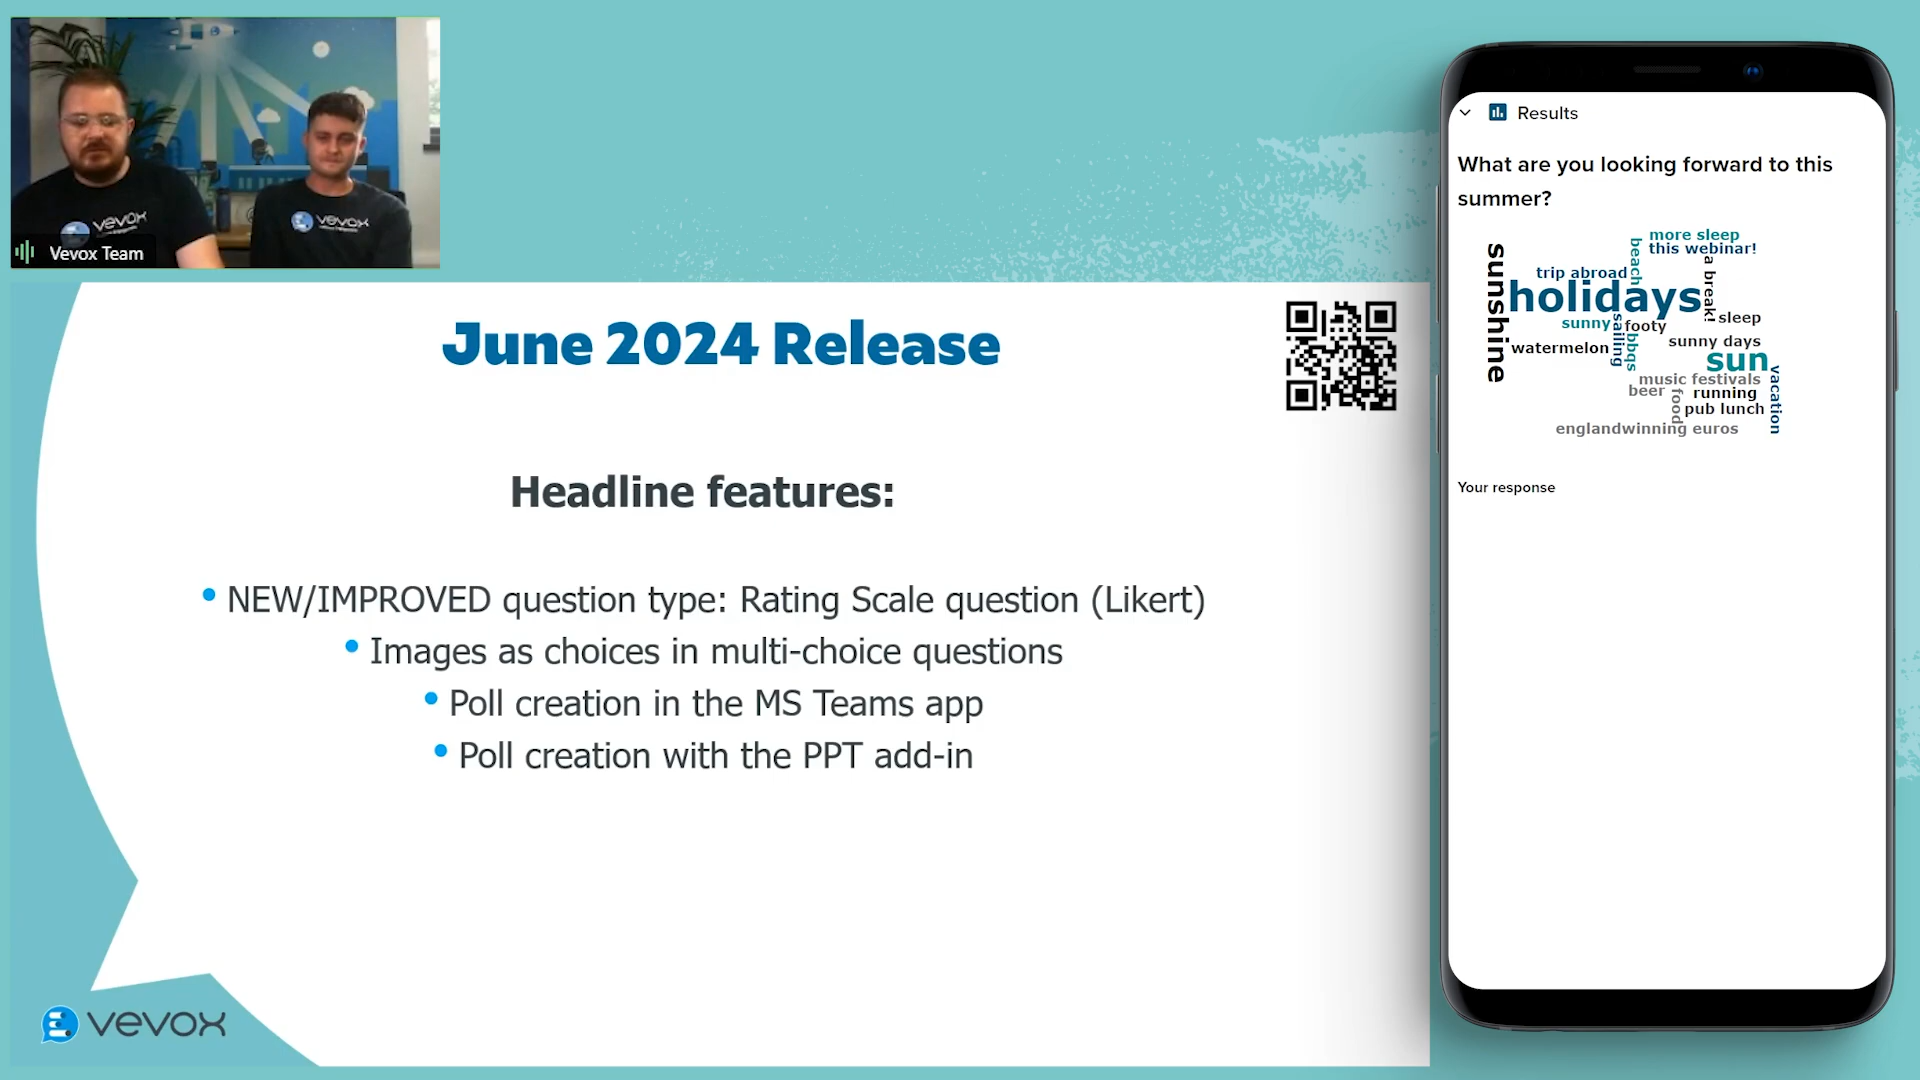 vevox
vevox
Vevox Team
June 2024 Release
Headline features:
• NEW/IMPROVED question type: Rating Scale question (Likert)
• Images as choices in multi-choice questions
• Poll creation in the MS Teams app
• Poll creation with the PPT add-in
vevox
Results
What are you looking forward to this
summer?
more sleep
this webinar!
beach
a break!
sunshine
trip abroad
holidays
sleep
sunny
sailing
footy
bbqs
watermelon
sunny days
sun
music festivals
vacation
beer
food
running
pub lunch
englandwinning euros
Your response